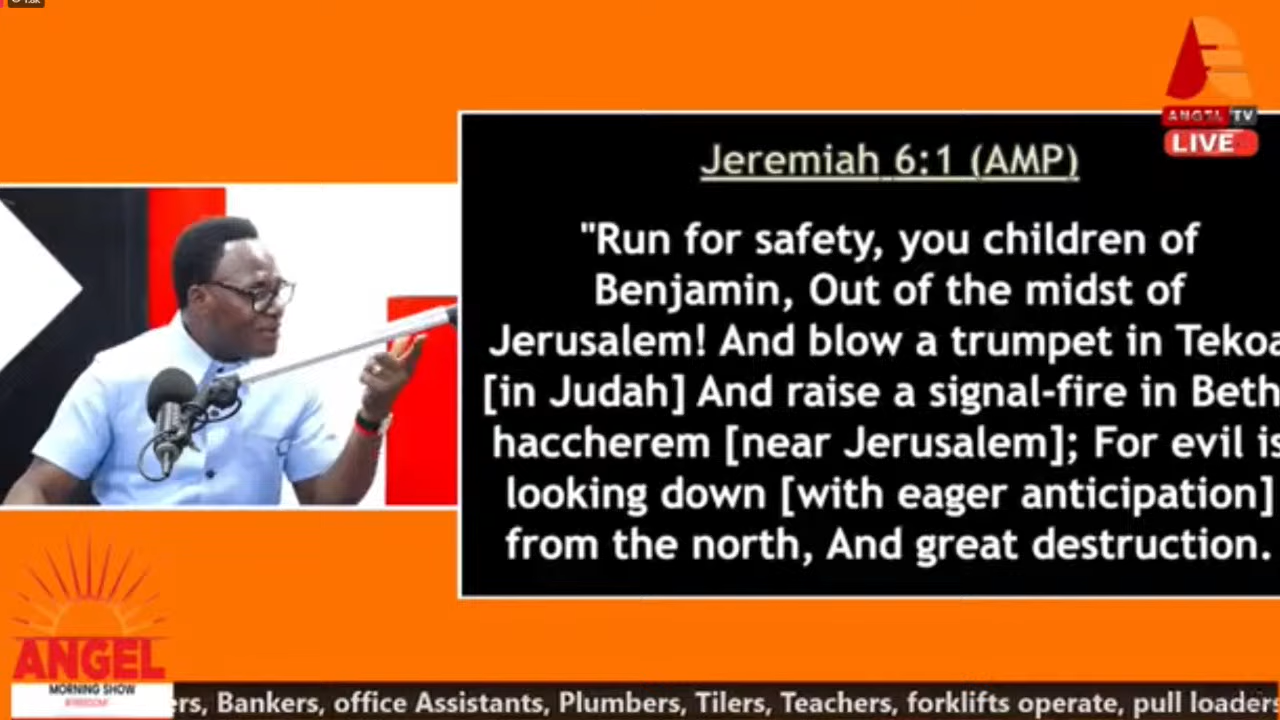 ANGEL TV
LIVE
Jeremiah 6:1 (AMP)
"Run for safety, you children of
Benjamin, Out of the midst of
Jerusalem! And blow a trumpet in Tekoa
[in Judah] And raise a signal-fire in Beth-
haccherem [near Jerusalem]; For evil is
looking down [with eager anticipation]
from the north, And great destruction.
ANGEL
MORNING SHOW
ers, Bankers, office Assistants, Plumbers, Tilers, Teachers, forklifts operate, pull loaders